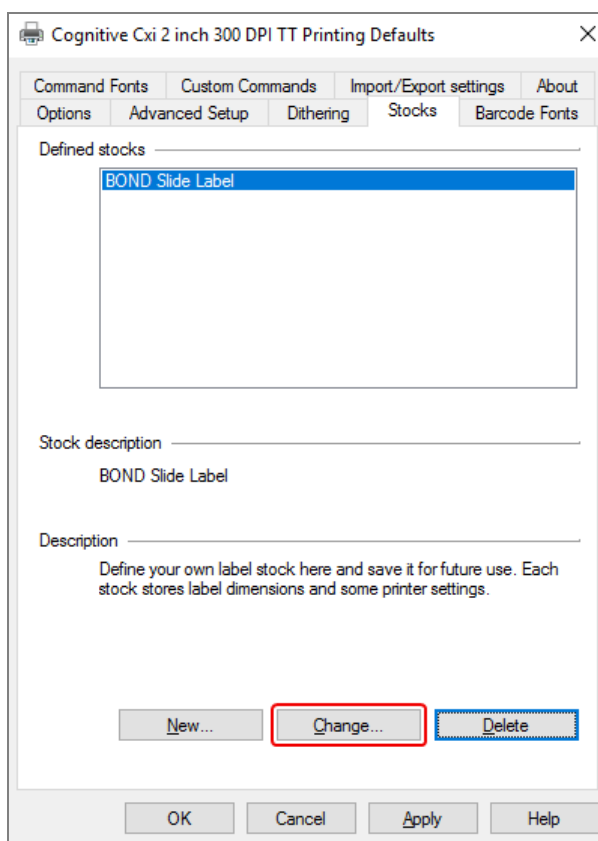 Cognitive Cxi 2 inch 300 DPI TT Printing Defaults
Command Fonts Custom Commands Import/Export settings About
Options Advanced Setup Dithering Stocks Barcode Fonts
Defined stocks
BOND Slide Label
Stock description
BOND Slide Label
Description
Define your own label stock here and save it for future use. Each
stock stores label dimensions and some printer settings.
New... Change... Delete
OK Cancel Apply Help